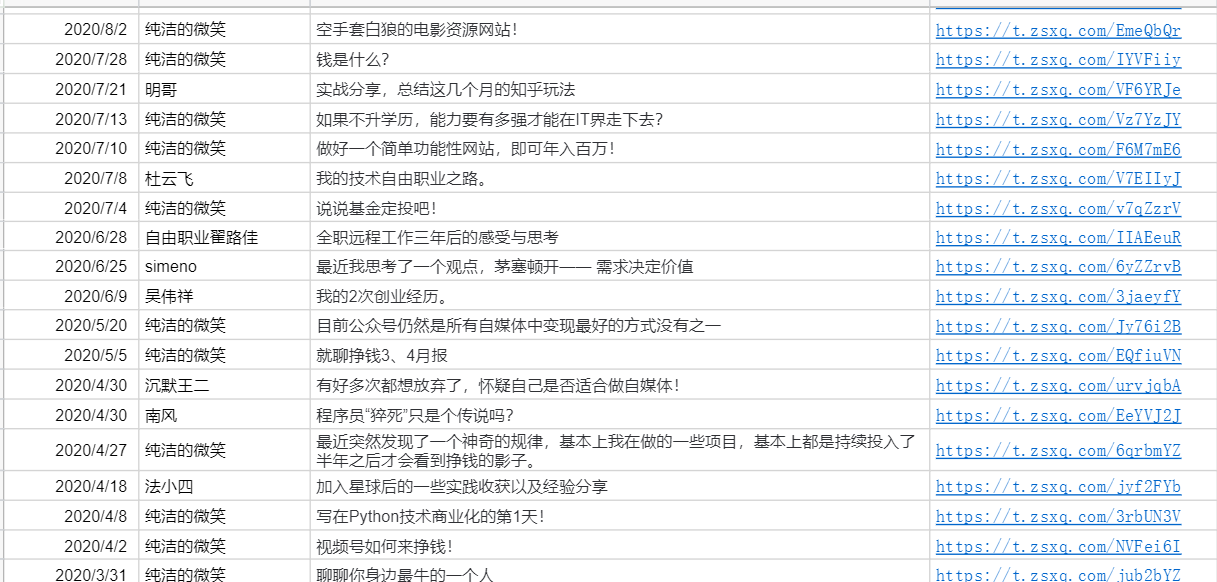 2020/8/2 纯洁的微笑 空手套白狼的电影资源网站！ https://t.zsxq.com/EmeQbQr
2020/7/28 纯洁的微笑 钱是什么？ https://t.zsxq.com/IYVFiiy
2020/7/21 明哥 实战分享，总结这几个月的知乎玩法 https://t.zsxq.com/VF6YRJe
2020/7/13 纯洁的微笑 如果不升学历，能力要有多强才能在IT界走下去？ https://t.zsxq.com/Vz7YzJY
2020/7/10 纯洁的微笑 做好一个简单功能性网站，即可年入百万！ https://t.zsxq.com/F6M7mE6
2020/7/8 杜云飞 我的技术自由职业之路。 https://t.zsxq.com/V7EIIyJ
2020/7/4 纯洁的微笑 说说基金定投吧！ https://t.zsxq.com/v7qZzrV
2020/6/28 自由职业翟路佳 全职远程工作三年后的感受与思考 https://t.zsxq.com/IIAEeuR
2020/6/25 simeno 最近我思考了一个观点，茅塞顿开—— 需求决定价值 https://t.zsxq.com/6yZZrvB
2020/6/9 吴伟祥 我的2次创业经历。 https://t.zsxq.com/3jaeyfY
2020/5/20 纯洁的微笑 目前公众号仍然是所有自媒体中变现最好的方式没有之一 https://t.zsxq.com/Jy76i2B
2020/5/5 纯洁的微笑 就聊挣钱3、4月报 https://t.zsxq.com/EQfiuVN
2020/4/30 沉默王二 有好多次都想放弃了，怀疑自己是否适合做自媒体！ https://t.zsxq.com/urvjqbA
2020/4/30 南风 程序员“猝死”只是个传说吗？ https://t.zsxq.com/EeYVJ2J
2020/4/27 纯洁的微笑 最近突然发现了一个神奇的规律，基本上我在做的一些项目，基本上都是持续投入了
半年之后才会看到挣钱的影子。 https://t.zsxq.com/6qrbmYZ
2020/4/18 法小四 加入星球后的一些实践收获以及经验分享 https://t.zsxq.com/jyf2FYb
2020/4/8 纯洁的微笑 写在Python技术商业化的第1天！ https://t.zsxq.com/3rbUN3V
2020/4/2 纯洁的微笑 视频号如何来挣钱！ https://t.zsxq.com/NVFei6I
2020/3/31 纯洁的微笑 聊聊你身边最牛的一个人 https://t.zsxq.com/jub2bYZ